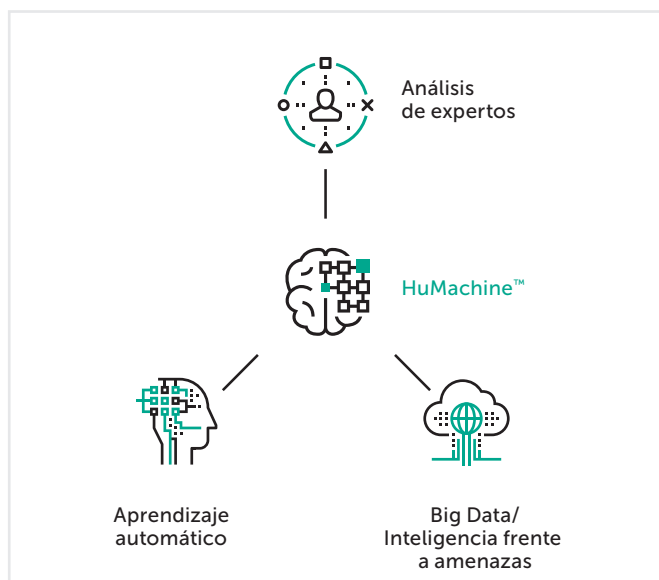 Análisis
de expertos
HuMachine™
Aprendizaje
automático
Big Data/
Inteligencia frente
a amenazas